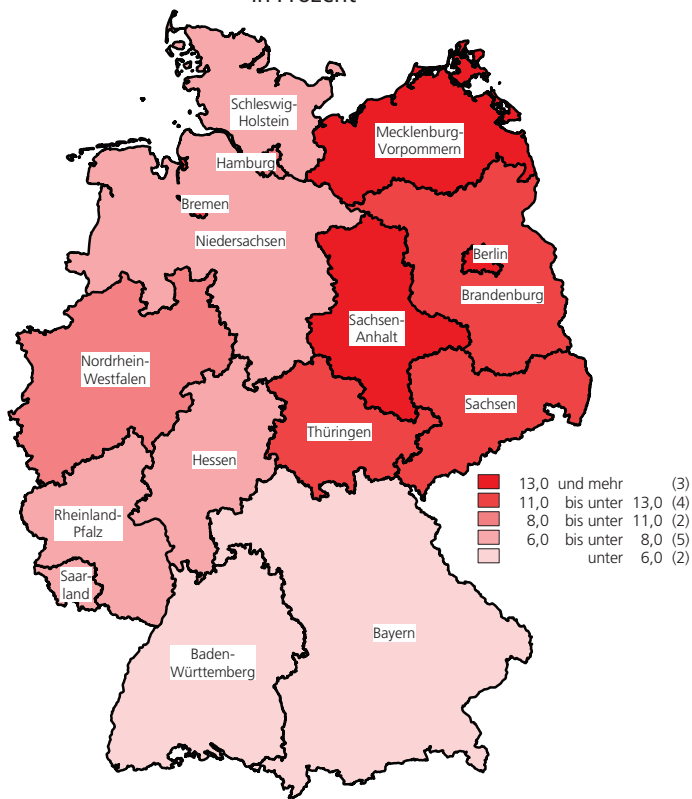 in Prozent
Schleswig-
Holstein
Mecklenburg-
Vorpommern
Hamburg
Bremen
Niedersachsen
Berlin
Brandenburg
Sachsen-
Anhalt
Nordrhein-
Westfalen
Sachsen
Thüringen
Hessen
Rheinland-
Pfalz
Saar-
land
Bayern
Baden-
Württemberg
13,0 und mehr (3)
11,0 bis unter 13,0 (4)
8,0 bis unter 11,0 (2)
6,0 bis unter 8,0 (5)
unter 6,0 (2)